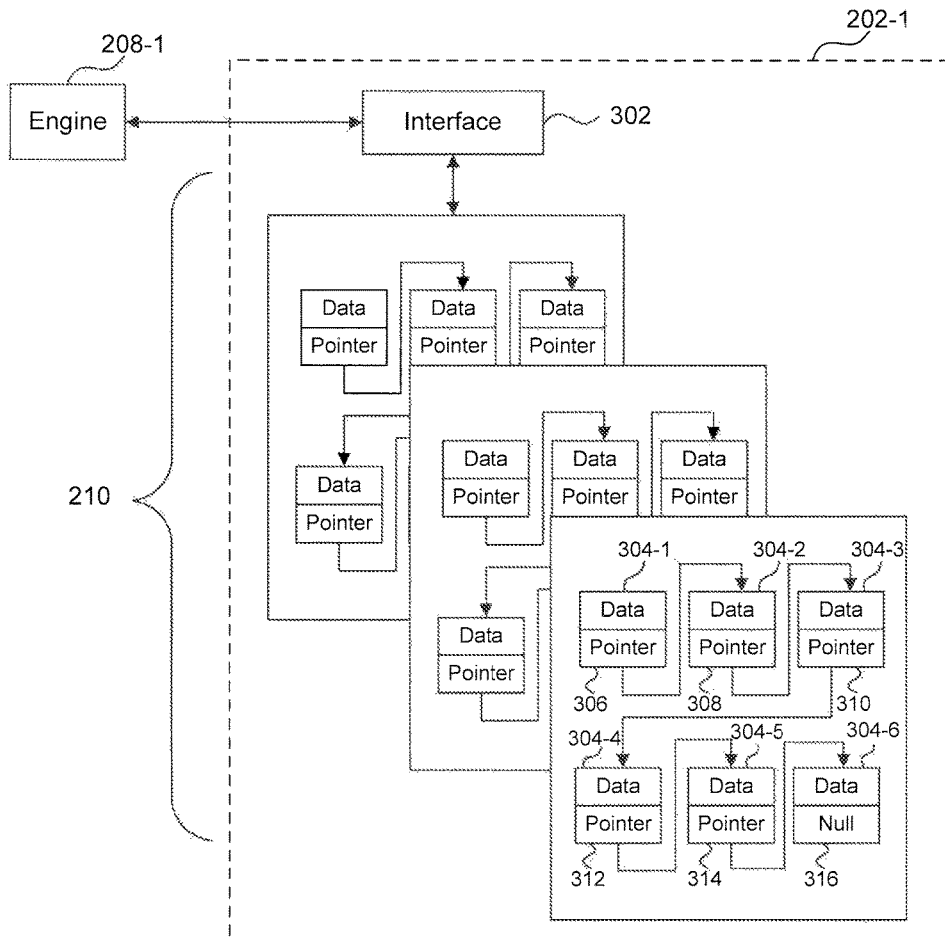 202-1
208-1
Engine
Interface
302
Data
Data
Data
Pointer
Pointer
Pointer
Data
Pointer
Data
Data
Data
Pointer
Pointer
Pointer
Data
Pointer
210
304-1
304-2
304-3
Data
Data
Data
Pointer
Pointer
Pointer
306
308
310
304-4
304-5
304-6
Data
Data
Data
Pointer
Pointer
Null
312
314
316